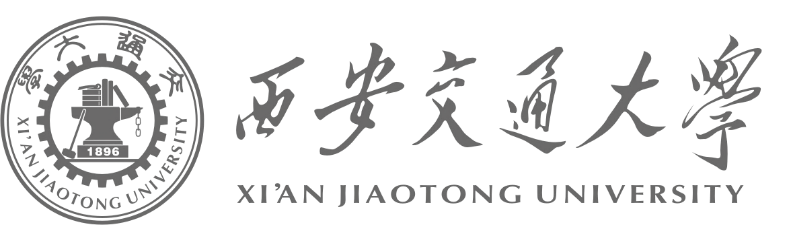 交通大學
1896
XI'AN JIAOTONG UNIVERSITY
西安交通大學
XI'AN JIAOTONG UNIVERSITY